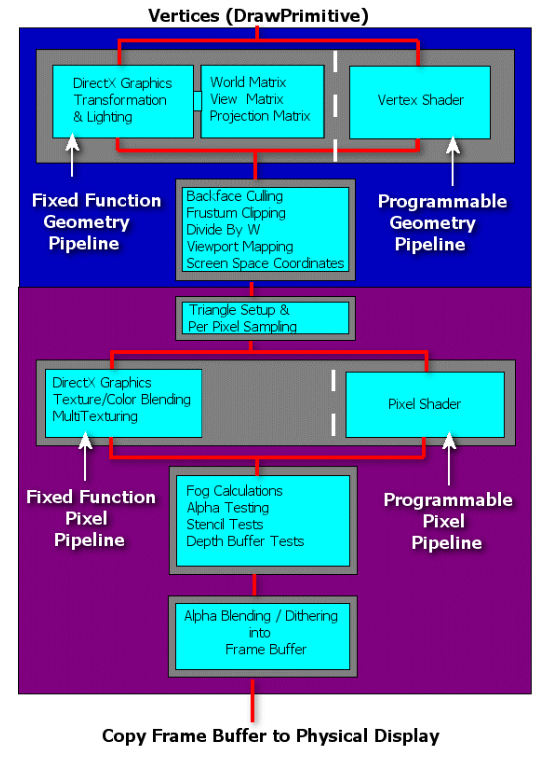 Vertices (DrawPrimitive)
DirectX Graphics
Transformation
& Lighting
World Matrix
View Matrix
Projection Matrix
Vertex Shader
Fixed Function
Geometry
Pipeline
Programmable
Geometry
Pipeline
Backface Culling
Frustum Clipping
Divide By W
Viewport Mapping
Screen Space Coordinates
Triangle Setup &
Per Pixel Sampling
DirectX Graphics
Texture/Color Blending
MultiTexturing
Pixel Shader
Fixed Function
Pixel
Pipeline
Programmable
Pixel
Pipeline
Fog Calculations
Alpha Testing
Stencil Tests
Depth Buffer Tests
Alpha Blending / Dithering
into
Frame Buffer
Copy Frame Buffer to Physical Display